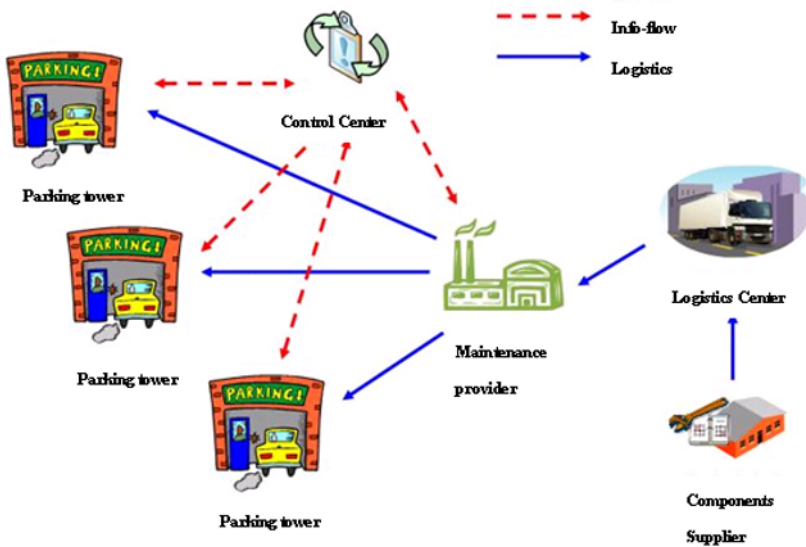 Info-flow
Logistics
PARKING!
Control Center
Parking tower
PARKING!
Logistics Center
Parking tower
Maintenance
provider
PARKING!
Parking tower
Components
Supplier